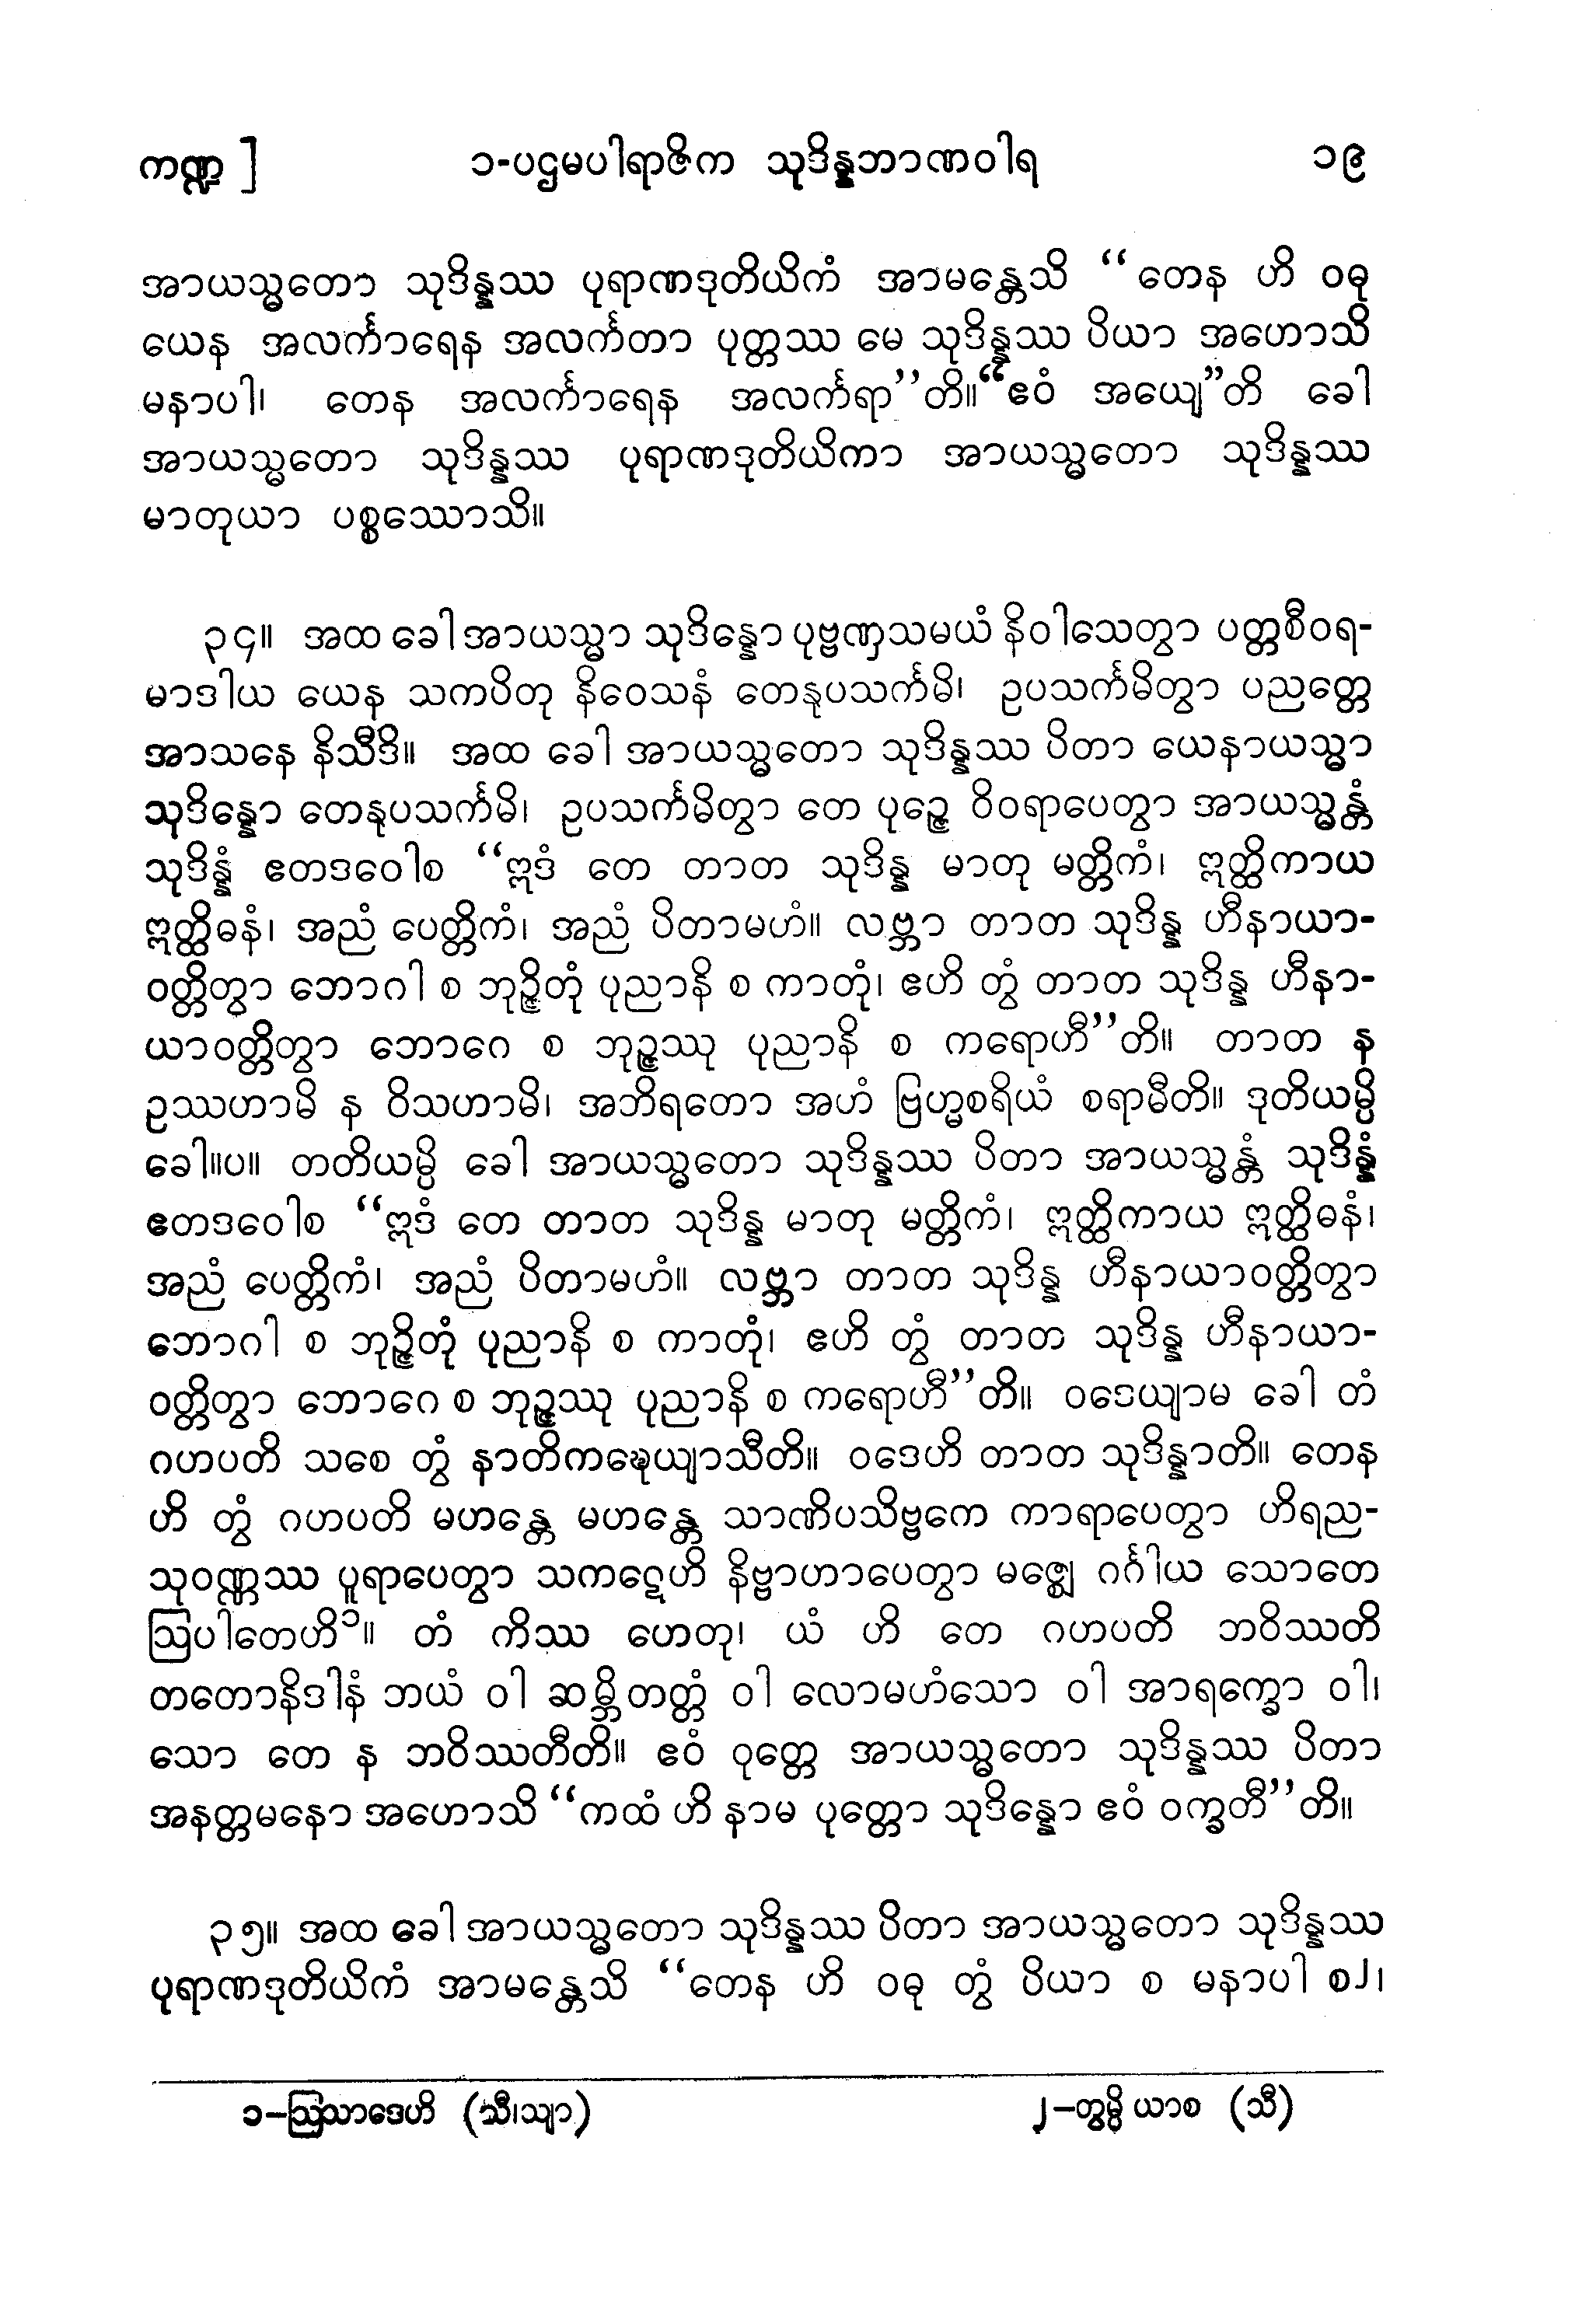 ကဏ္ဍ ] ၁-ပဌမပါရာဇိက သုဒိန္နဘာဏဝါရ ၁၉
အာယသ္မတော သုဒိန္နဿ ပုရာဏဒုတိယိကံ အာမန္တေသိ “တေန ဟိ ဝဓု
ယေန အလင်္ကာရေန အလင်္ကတာ ပုတ္တဿ မေ သုဒိန္နဿ ပိယာ အဟောသိ
မနာပါ၊ တေန အလင်္ကာရေန အလင်္ကရာ”တိ။ “ဧဝံ အယျေ”တိ ခေါ
အာယသ္မတော သုဒိန္နဿ ပုရာဏဒုတိယိကာ အာယသ္မတော သုဒိန္နဿ
မာတုယာ ပစ္စဿောသိ။
၃၄။ အထ ခေါ အာယသ္မာ သုဒိန္နော ပုဗ္ဗဏှသမယံ နိဝါသေတွာ ပတ္တစီဝရ-
မာဒါယ ယေန သကပိတု နိဝေသနံ တေနုပသင်္ကမိ၊ ဥပသင်္ကမိတွာ ပညတ္တေ
အာသနေ နိသီဒိ။ အထ ခေါ အာယသ္မတော သုဒိန္နဿ ပိတာ ယေနာယသ္မာ
သုဒိန္နော တေနုပသင်္ကမိ၊ ဥပသင်္ကမိတွာ တေ ပုဉ္ဇေ ဝိဝရာပေတွာ အာယသ္မန္တံ
သုဒိန္နံ ဧတဒဝေါစ “ဣဒံ တေ တာတ သုဒိန္န မာတု မတ္တိကံ၊ ဣတ္ထိကာယ
ဣတ္ထိဓနံ၊ အညံ ပေတ္တိကံ၊ အညံ ပိတာမဟံ။ လဗ္ဘာ တာတ သုဒိန္န ဟီနာယာ-
ဝတ္တိတွာ ဘောဂါ စ ဘုဉ္ဇိတုံ ပုညာနိ စ ကာတုံ၊ ဧဟိ တွံ တာတ သုဒိန္န ဟီနာ-
ယာဝတ္တိတွာ ဘောဂေ စ ဘုဉ္ဇဿု ပုညာနိ စ ကရောဟီ”တိ။ တာတ န
ဥဿဟာမိ န ဝိသဟာမိ၊ အဘိရတော အဟံ ဗြဟ္မစရိယံ စရာမီတိ။ ဒုတိယမ္ပိ
ခေါ။ပ။ တတိယမ္ပိ ခေါ အာယသ္မတော သုဒိန္နဿ ပိတာ အာယသ္မန္တံ သုဒိန္နံ
ဧတဒဝေါစ “ဣဒံ တေ တာတ သုဒိန္န မာတု မတ္တိကံ၊ ဣတ္ထိကာယ ဣတ္ထိဓနံ၊
အညံ ပေတ္တိကံ၊ အညံ ပိတာမဟံ။ လဗ္ဘာ တာတ သုဒိန္န ဟီနာယာဝတ္တိတွာ
ဘောဂါ စ ဘုဉ္ဇိတုံ ပုညာနိ စ ကာတုံ၊ ဧဟိ တွံ တာတ သုဒိန္န ဟီနာယာ-
ဝတ္တိတွာ ဘောဂေ စ ဘုဉ္ဇဿု ပုညာနိ စ ကရောဟီ”တိ။ ဝဒေယျာမ ခေါ တံ
ဂဟပတိ သစေ တွံ နာတိကဍ္ဎေယျာသီတိ။ ဝဒေဟိ တာတ သုဒိန္နာတိ။ တေန
ဟိ တွံ ဂဟပတိ မဟန္တေ မဟန္တေ သာဏိပသိဗ္ဗကေ ကာရာပေတွာ ဟိရည-
သုဝဏ္ဏဿ ပူရာပေတွာ သကဋေဟိ နိဗ္ဗာဟာပေတွာ မဇ္ဈေ ဂင်္ဂါယ သောတေ
ဩပါတေဟိ၁။ တံ ကိဿ ဟေတု၊ ယံ ဟိ တေ ဂဟပတိ ဘဝိဿတိ
တတောနိဒါနံ ဘယံ ဝါ ဆမ္ဘိတတ္တံ ဝါ လောမဟံသော ဝါ အာရက္ခော ဝါ၊
သော တေ န ဘဝိဿတီတိ။ ဧဝံ ဝုတ္တေ အာယသ္မတော သုဒိန္နဿ ပိတာ
အနတ္တမနော အဟောသိ “ကထံ ဟိ နာမ ပုတ္တော သုဒိန္နော ဧဝံ ဝက္ခတီ”တိ။
၃၅။ အထ ခေါ အာယသ္မတော သုဒိန္နဿ ပိတာ အာယသ္မတော သုဒိန္နဿ
ပုရာဏဒုတိယိကံ အာမန္တေသိ “တေန ဟိ ဝဓု တွံ ပိယာ စ မနာပါ စ၂၊
၁–ဩသာဒေဟိ (သီ၊သျာ) ၂–တွမ္ပိ ယာစ (သီ)